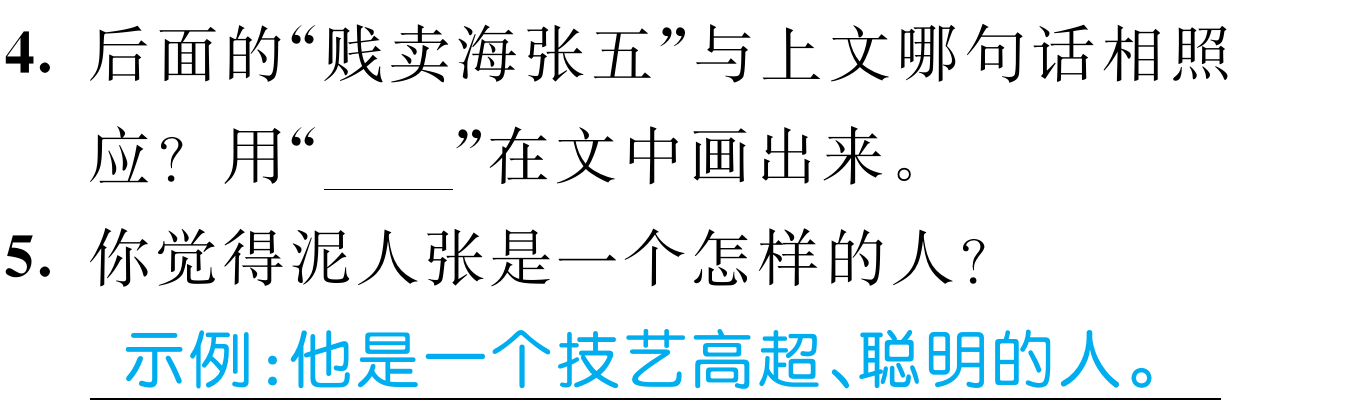 4. 后面的“贱卖海张五”与上文哪句话相照
应？用“____”在文中画出来。
5. 你觉得泥人张是一个怎样的人？
示例：他是一个技艺高超、聪明的人。